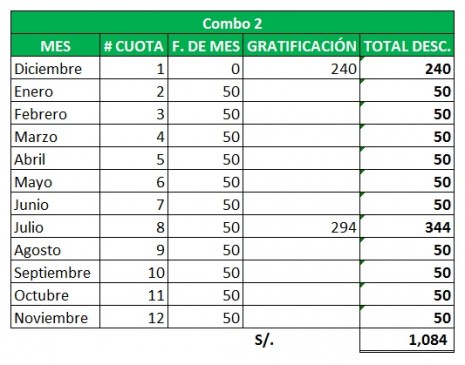 Combo 2
MES # CUOTA F. DE MES GRATIFICACIÓN TOTAL DESC.
Diciembre 1 0 240 240
Enero 2 50 50
Febrero 3 50 50
Marzo 4 50 50
Abril 5 50 50
Mayo 6 50 50
Junio 7 50 50
Julio 8 50 294 344
Agosto 9 50 50
Septiembre 10 50 50
Octubre 11 50 50
Noviembre 12 50 50
S/. 1,084